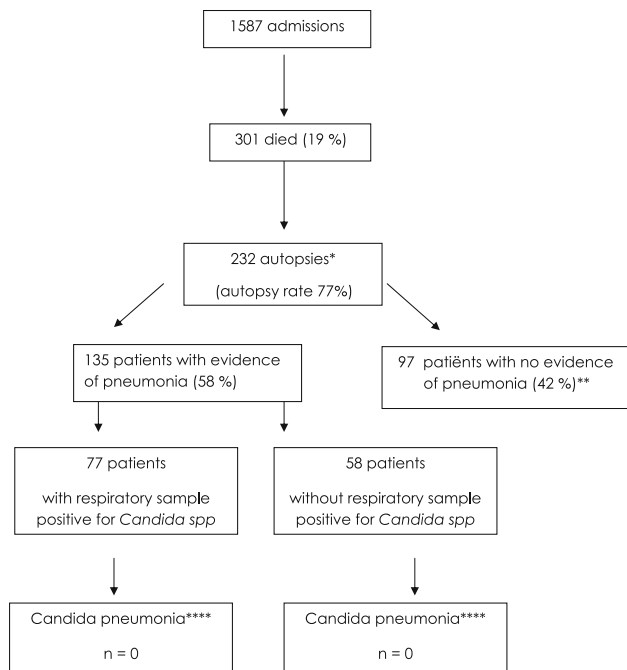 1587 admissions
301 died (19 %)
232 autopsies*
(autopsy rate 77%)
135 patients with evidence
of pneumonia (58 %)
97 patiënts with no evidence
of pneumonia (42 %)**
77 patients
with respiratory sample
positive for Candida spp
58 patients
without respiratory sample
positive for Candida spp
Candida pneumonia****
n = 0
Candida pneumonia****
n = 0